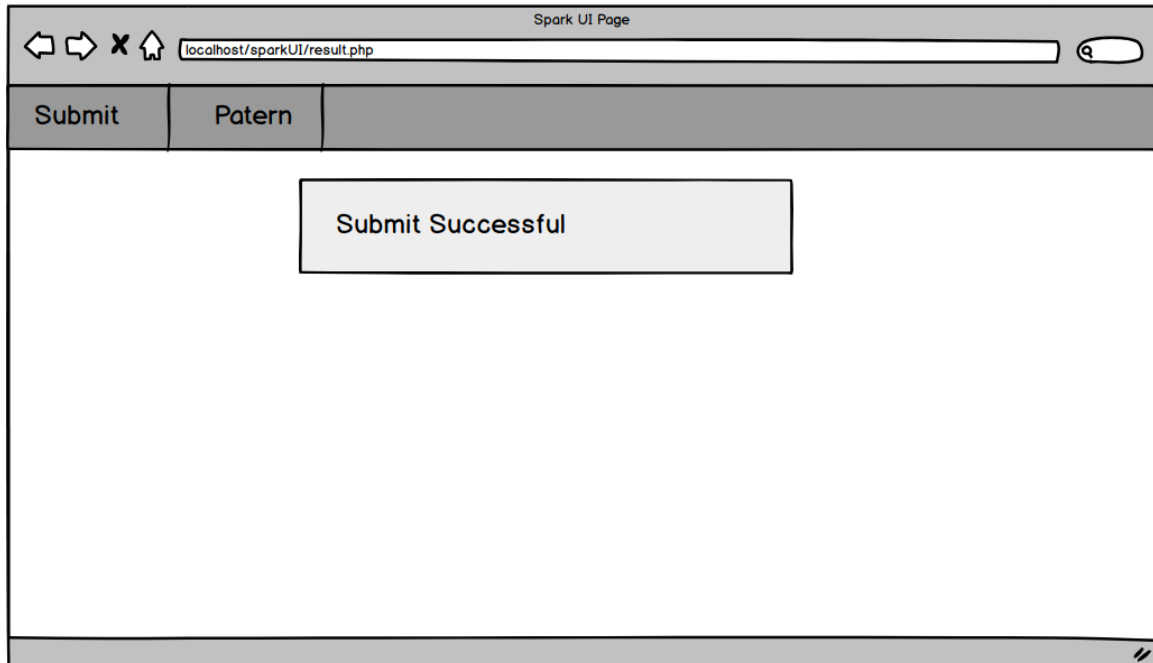 Spark UI Page
localhost/sparkUI/result.php
Submit Patern
Submit Successful